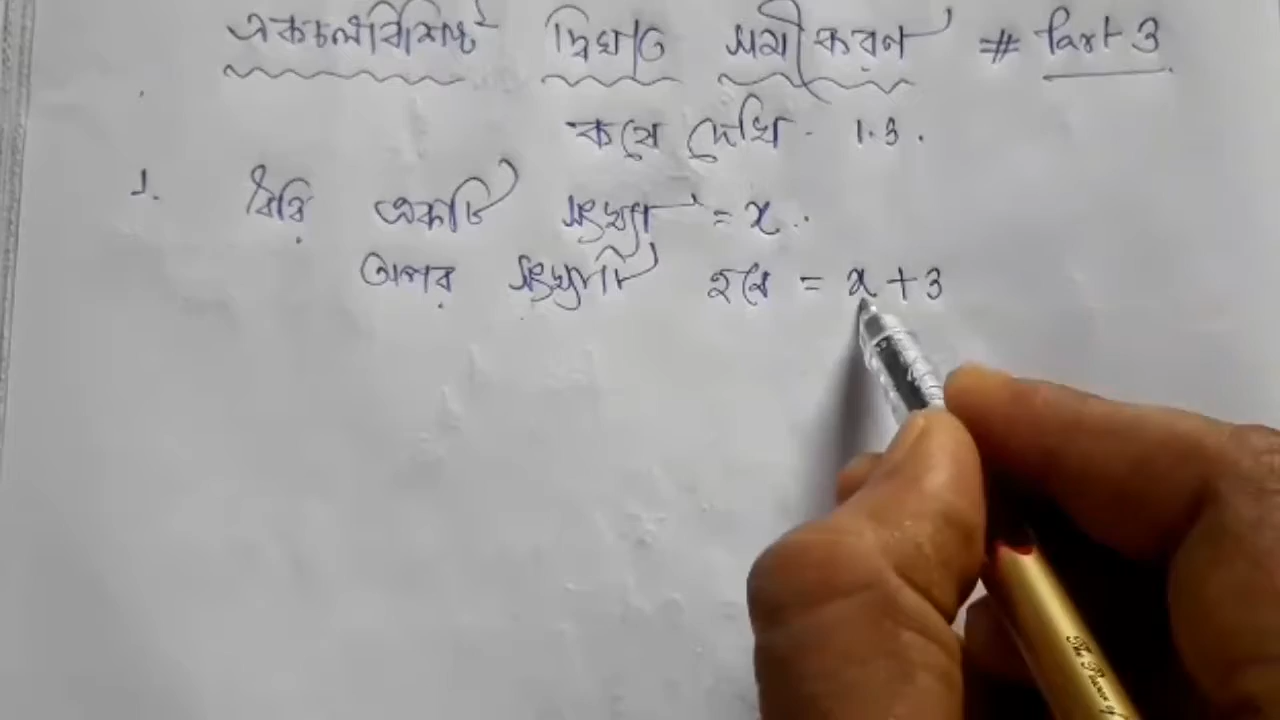 একচলবিশিষ্ট দ্বিঘাত সমীকরণ # Part 3
কষে দেখি - 1.3.
1. ধরি একটি সংখ্যা = x.
অপর সংখ্যাটি হবে = x + 3